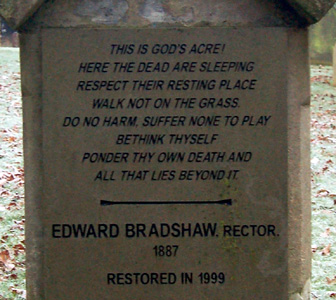 THIS IS GOD'S ACRE!
HERE THE DEAD ARE SLEEPING
RESPECT THEIR RESTING PLACE
WALK NOT ON THE GRASS.
DO NO HARM, SUFFER NONE TO PLAY
BETHINK THYSELF
PONDER THY OWN DEATH AND
ALL THAT LIES BEYOND IT.
EDWARD BRADSHAW. RECTOR.
1887
RESTORED IN 1999